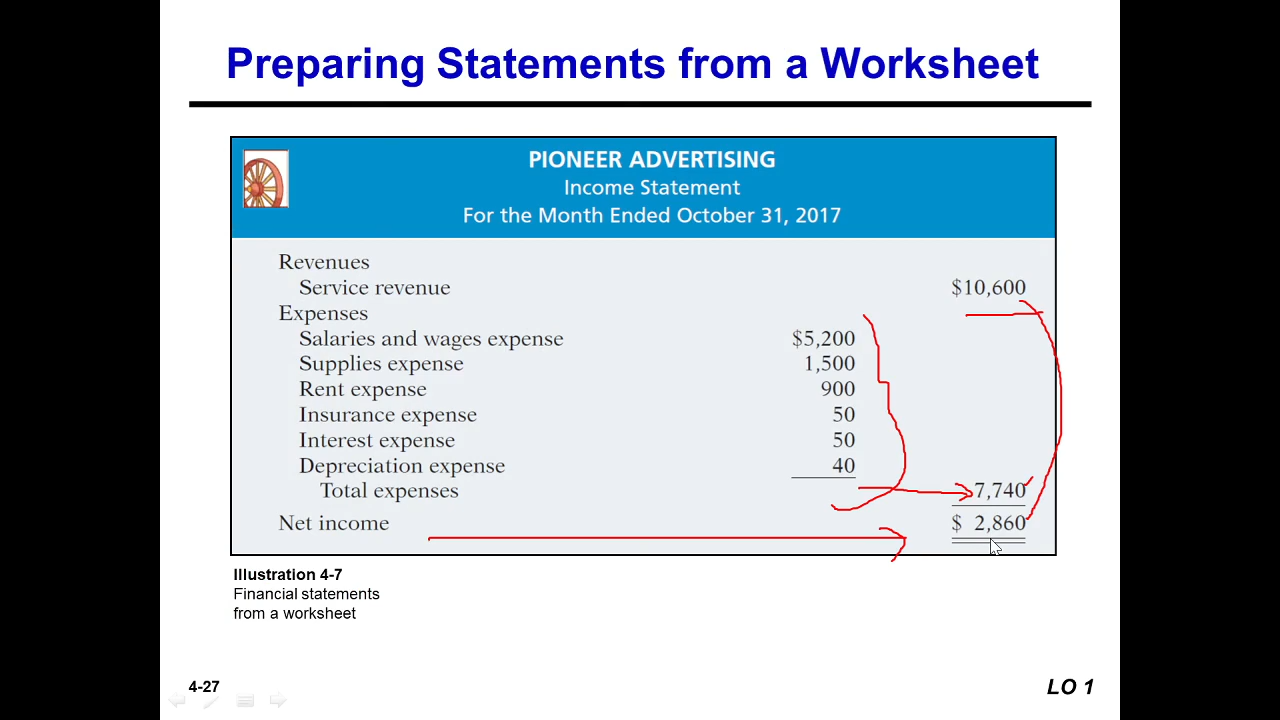 Preparing Statements from a Worksheet
PIONEER ADVERTISING
Income Statement
For the Month Ended October 31, 2017
Revenues
Service revenue $10,600
Expenses
Salaries and wages expense $5,200
Supplies expense 1,500
Rent expense 900
Insurance expense 50
Interest expense 50
Depreciation expense 40
Total expenses 7,740
Net income $ 2,860
Illustration 4-7
Financial statements
from a worksheet
4-27 LO 1